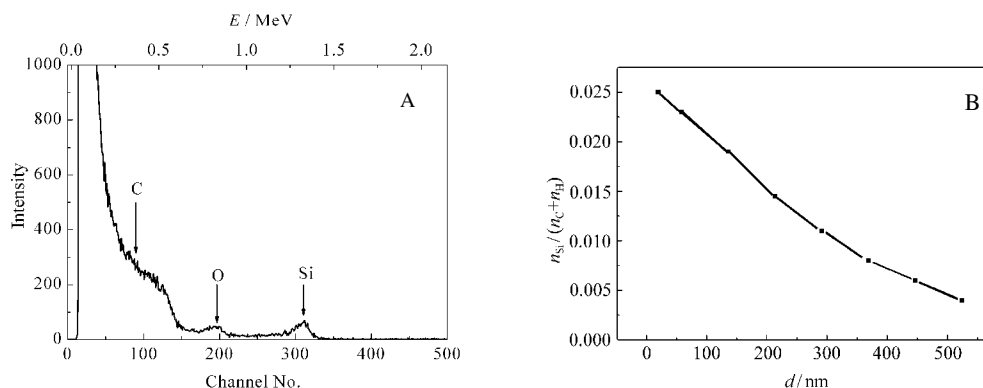 E / MeV
0.0 0.5 1.0 1.5 2.0
1000
800
600
400
200
0
Intensity
A
C
O
Si
0 100 200 300 400 500
Channel No.
B
0.025
0.020
0.015
0.010
0.005
0.000
n_Si / (n_C + n_H)
0 100 200 300 400 500
d / nm